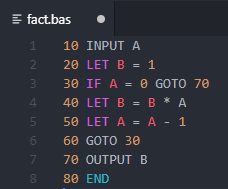 fact.bas
1 10 INPUT A
2 20 LET B = 1
3 30 IF A = 0 GOTO 70
4 40 LET B = B * A
5 50 LET A = A - 1
6 60 GOTO 30
7 70 OUTPUT B
8 80 END